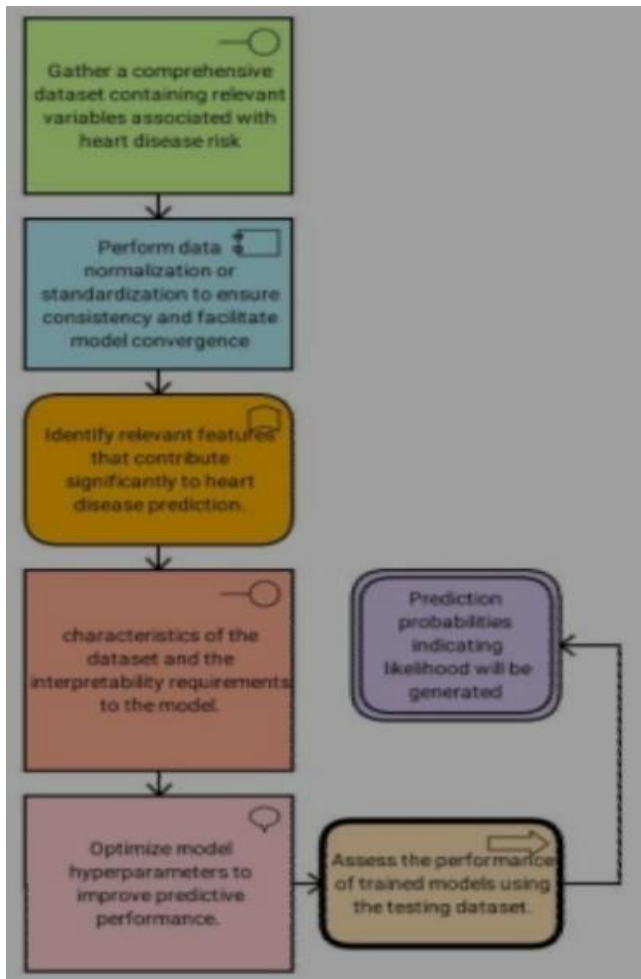 Gather a comprehensive
dataset containing relevant
variables associated with
heart disease risk
Perform data
normalization or
standardization to ensure
consistency and facilitate
model convergence
Identify relevant features
that contribute
significantly to heart
disease prediction.
characteristics of the
dataset and the
interpretability requirements
to the model.
Optimize model
hyperparameters to
improve predictive
performance.
Assess the performance
of trained models using
the testing dataset.
Prediction
probabilities
indicating
likelihood will be
generated